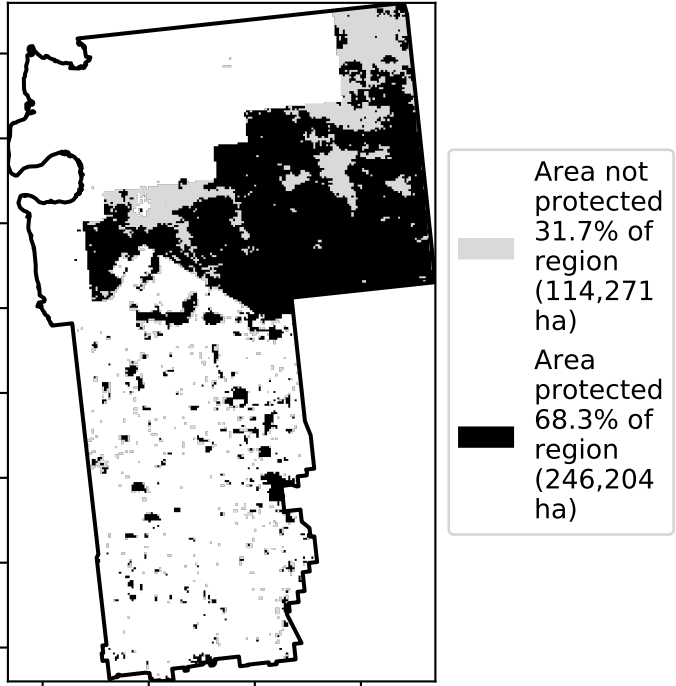 Area not
protected
31.7% of
region
(114,271
ha)
Area
protected
68.3% of
region
(246,204
ha)